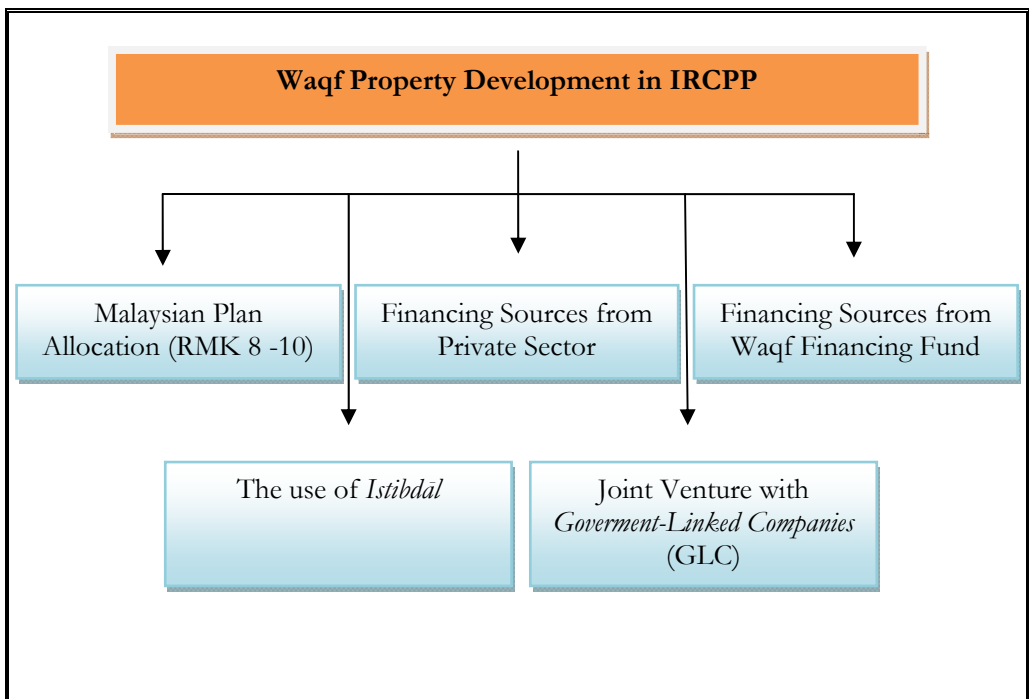 Waqf Property Development in IRCPP
Malaysian Plan
Allocation (RMK 8 -10)
Financing Sources from
Private Sector
Financing Sources from
Waqf Financing Fund
The use of Istibdāl
Joint Venture with
Goverment-Linked Companies
(GLC)